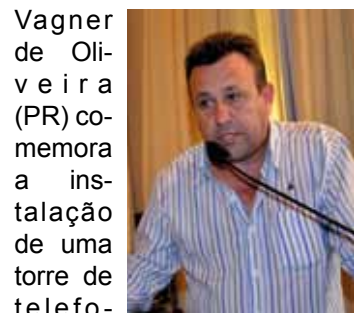 Vagner
de Oli-
veira
(PR) co-
memora
a ins-
talação
de uma
torre de
telefo-